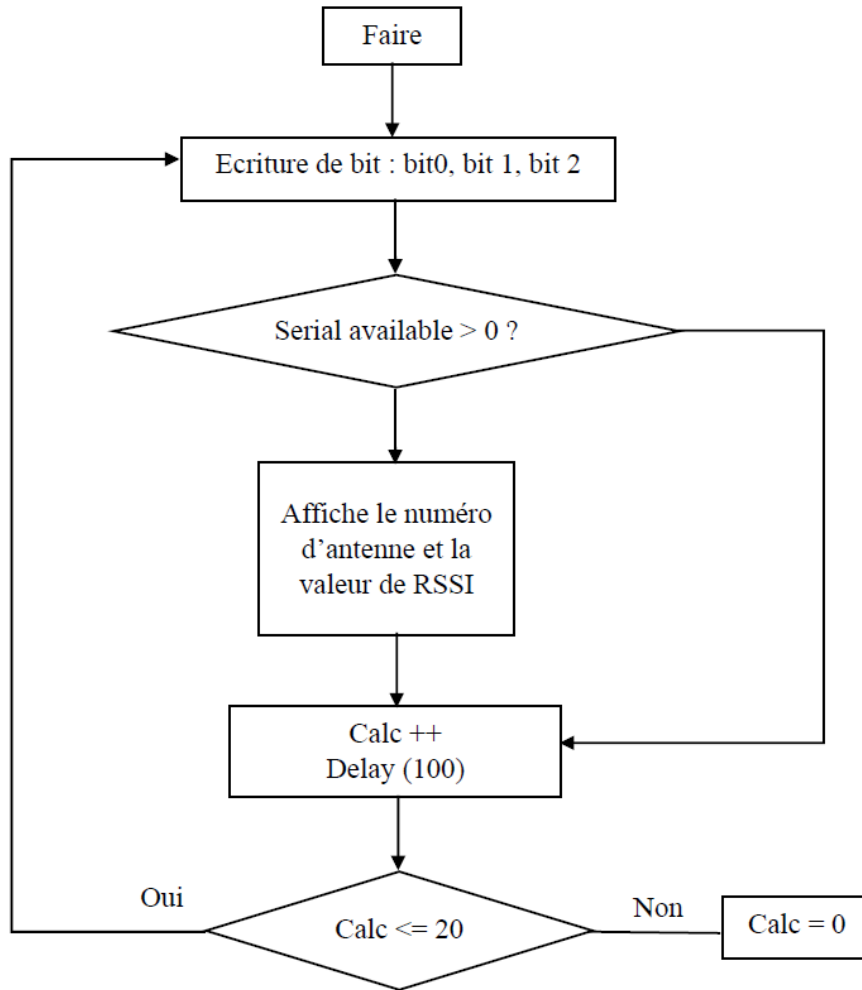 Faire
Ecriture de bit : bit0, bit 1, bit 2
Serial available > 0 ?
Affiche le numéro
d’antenne et la
valeur de RSSI
Calc ++
Delay (100)
Oui
Calc <= 20
Non
Calc = 0